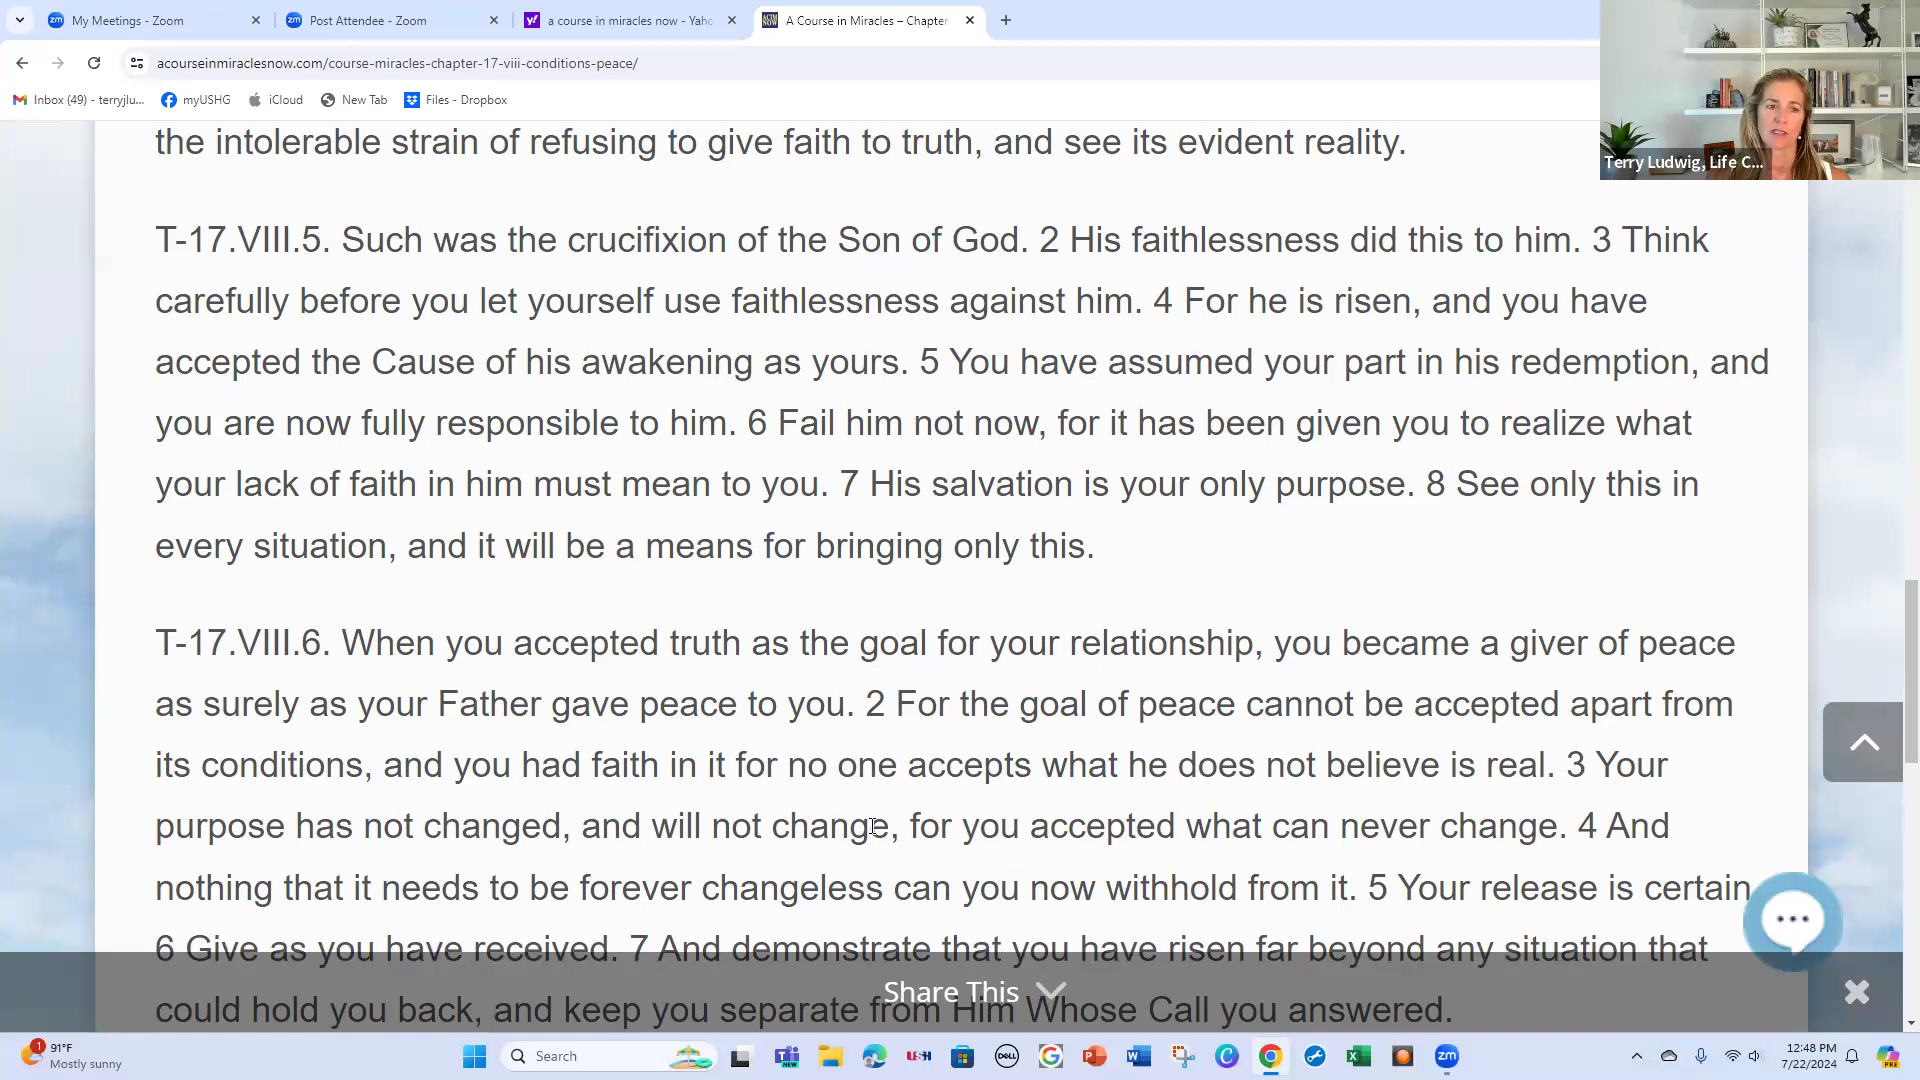 My Meetings - Zoom
Post Attendee - Zoom
a course in miracles now - Yaho
A Course in Miracles – Chapter
acourseinmiraclesnow.com/course-miracles-chapter-17-viii-conditions-peace/
Inbox (49) - terryjlu...
myUSHG
iCloud
New Tab
Files - Dropbox
Terry Ludwig, Life C...
the intolerable strain of refusing to give faith to truth, and see its evident reality.
T-17.VIII.5. Such was the crucifixion of the Son of God. 2 His faithlessness did this to him. 3 Think
carefully before you let yourself use faithlessness against him. 4 For he is risen, and you have
accepted the Cause of his awakening as yours. 5 You have assumed your part in his redemption, and
you are now fully responsible to him. 6 Fail him not now, for it has been given you to realize what
your lack of faith in him must mean to you. 7 His salvation is your only purpose. 8 See only this in
every situation, and it will be a means for bringing only this.
T-17.VIII.6. When you accepted truth as the goal for your relationship, you became a giver of peace
as surely as your Father gave peace to you. 2 For the goal of peace cannot be accepted apart from
its conditions, and you had faith in it for no one accepts what he does not believe is real. 3 Your
purpose has not changed, and will not change, for you accepted what can never change. 4 And
nothing that it needs to be forever changeless can you now withhold from it. 5 Your release is certain
6 Give as you have received. 7 And demonstrate that you have risen far beyond any situation that
could hold you back, and keep you separate from Him Whose Call you answered.
Share This
1
91°F
Mostly sunny
Search
12:48 PM
7/22/2024